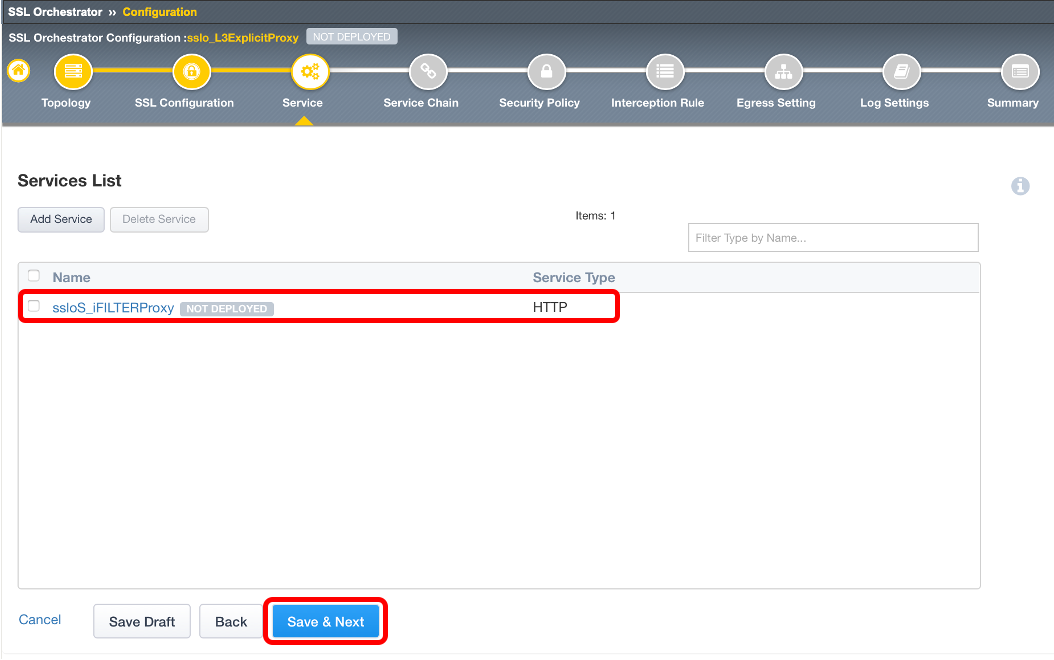 SSL Orchestrator ›› Configuration
SSL Orchestrator Configuration :sslo_L3ExplicitProxy NOT DEPLOYED
Topology SSL Configuration Service Service Chain Security Policy Interception Rule Egress Setting Log Settings Summary
Services List
Add Service Delete Service Items: 1
Filter Type by Name...
Name Service Type
ssloS_iFILTERProxy NOT DEPLOYED HTTP
Cancel Save Draft Back Save & Next